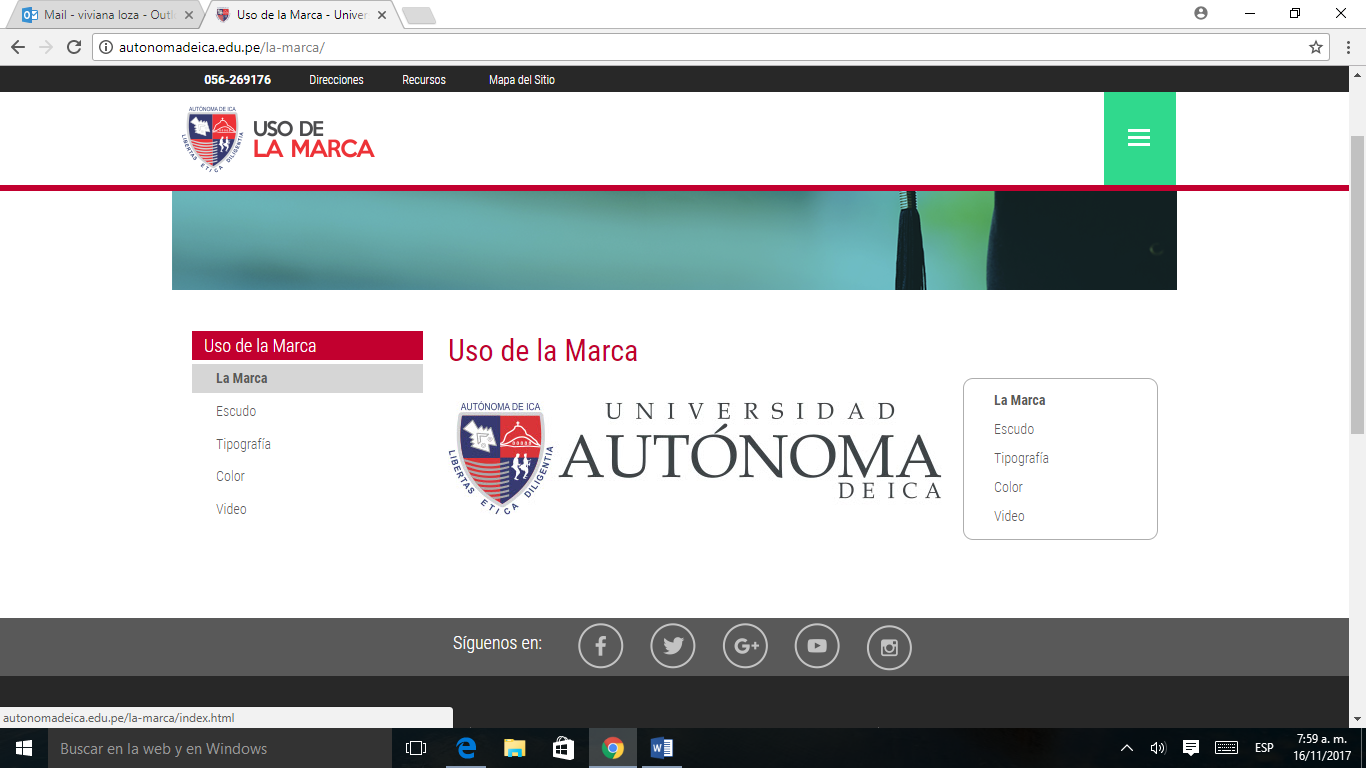 Mail - viviana loza - Outl
Uso de la Marca - Univer
autonomadeica.edu.pe/la-marca/
056-269176 Direcciones Recursos Mapa del Sitio
AUTÓNOMA DE ICA
LIBERTAS ETICA DILIGENTIA
USO DE
LA MARCA
Uso de la Marca
La Marca
Escudo
Tipografía
Color
Video
Uso de la Marca
AUTÓNOMA DE ICA
LIBERTAS ETICA DILIGENTIA
UNIVERSIDAD
AUTÓNOMA
DE ICA
La Marca
Escudo
Tipografía
Color
Video
Síguenos en:
autonomadeica.edu.pe/la-marca/index.html
Buscar en la web y en Windows
ESP
7:59 a. m.
16/11/2017